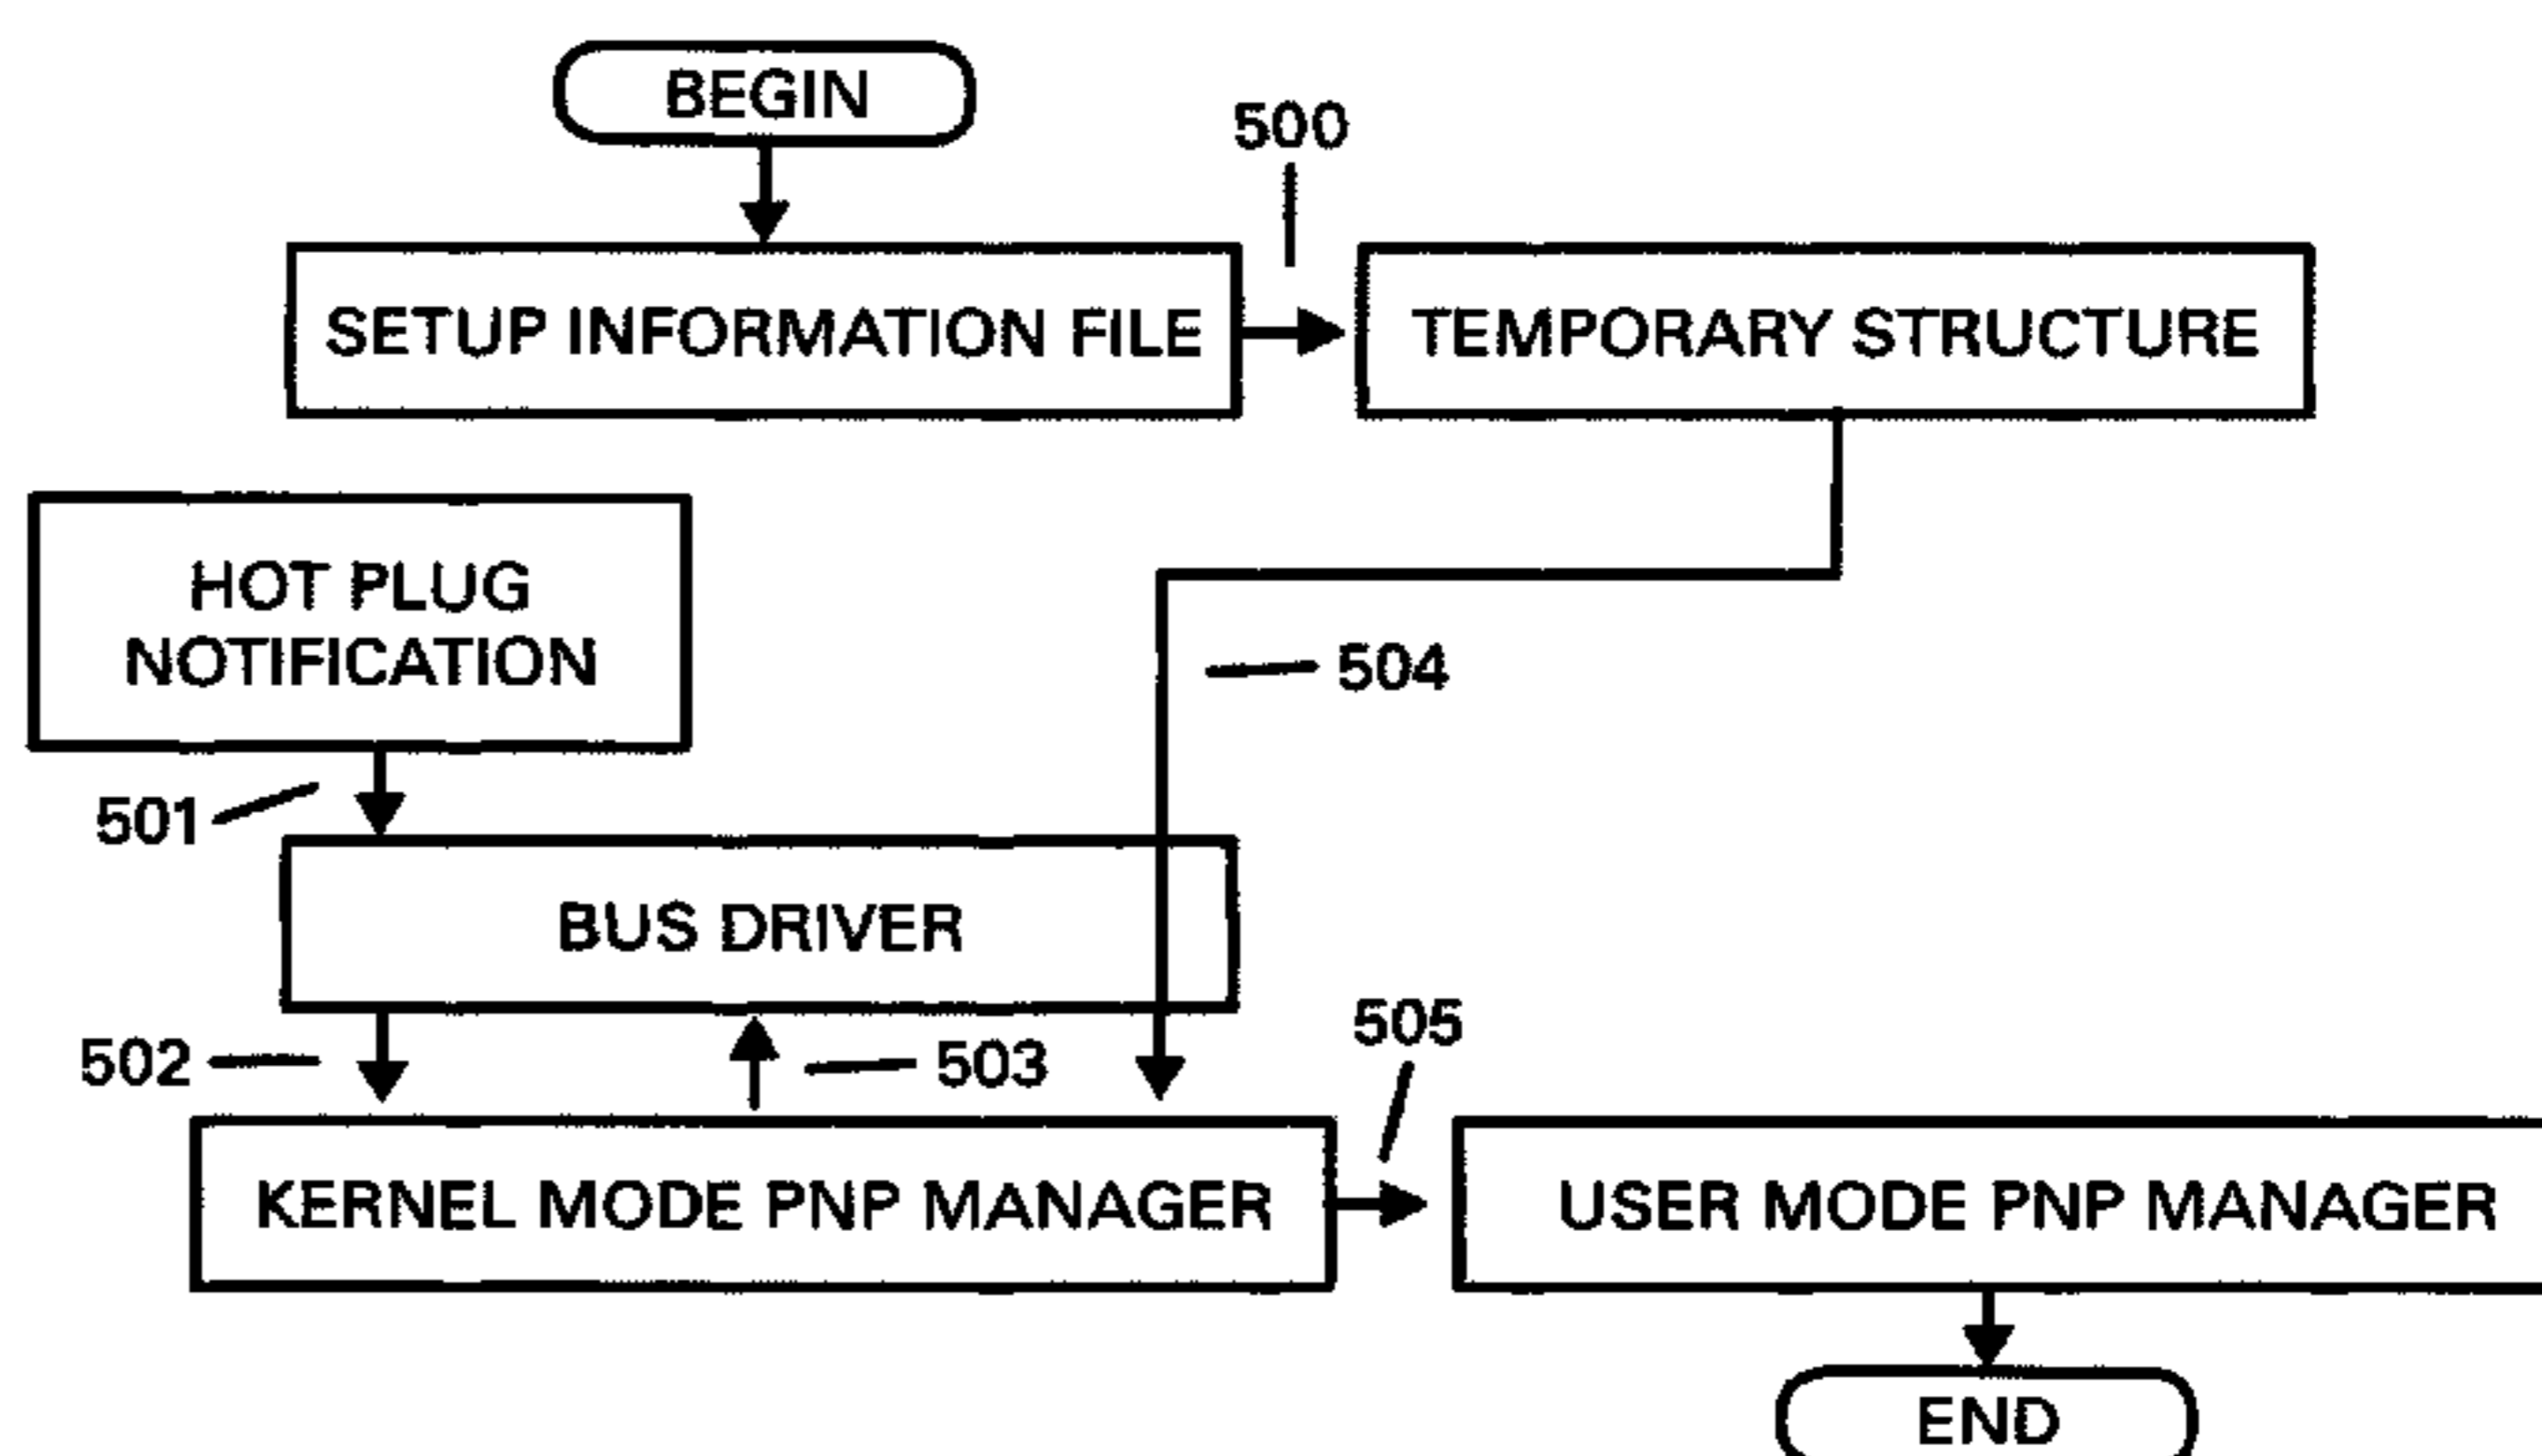 BEGIN
500
SETUP INFORMATION FILE
TEMPORARY STRUCTURE
HOT PLUG
NOTIFICATION
504
501
BUS DRIVER
502
503
505
KERNEL MODE PNP MANAGER
USER MODE PNP MANAGER
END